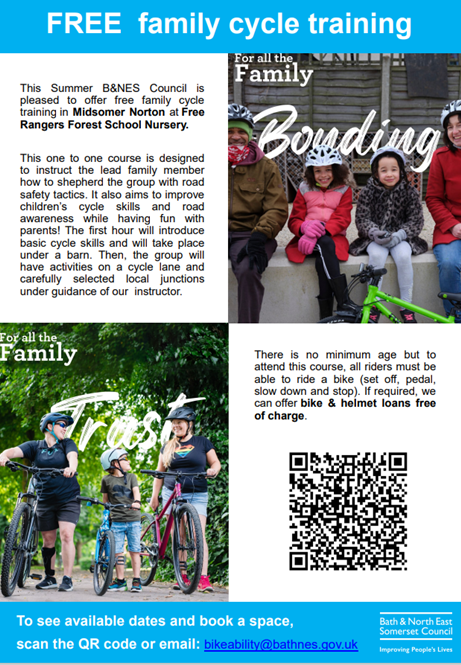 FREE family cycle training
This Summer B&NES Council is
pleased to offer free family cycle
training in Midsomer Norton at Free
Rangers Forest School Nursery.
This one to one course is designed
to instruct the lead family member
how to shepherd the group with road
safety tactics. It also aims to improve
children's cycle skills and road
awareness while having fun with
parents! The first hour will introduce
basic cycle skills and will take place
under a barn. Then, the group will
have activities on a cycle lane and
carefully selected local junctions
under guidance of our instructor.
For all the
Family
Bonding
For all the
Family
Trust
There is no minimum age but to
attend this course, all riders must be
able to ride a bike (set off, pedal,
slow down and stop). If required, we
can offer bike & helmet loans free
of charge.
To see available dates and book a space,
scan the QR code or email: bikeability@bathnes.gov.uk
Bath & North East
Somerset Council
Improving People's Lives